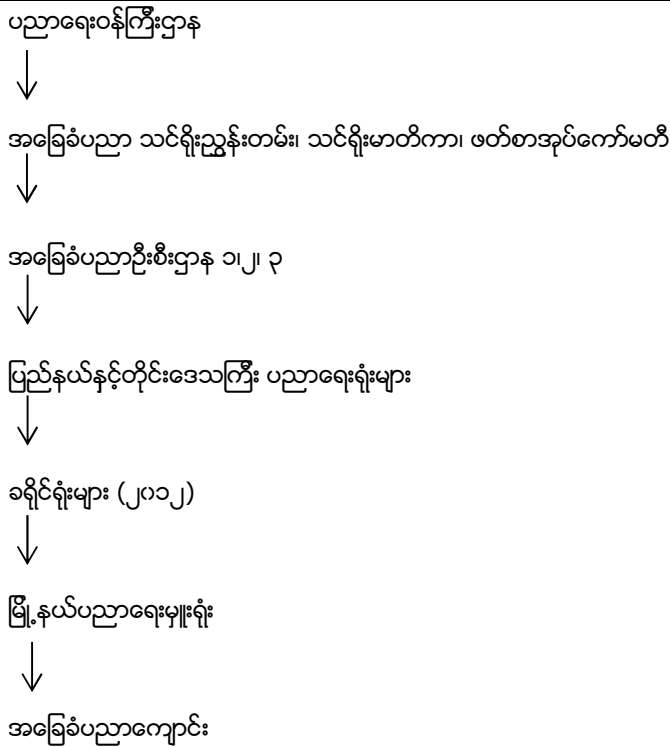 ပညာရေးဝန်ကြီးဌာန
အခြေခံပညာ သင်ရိုးညွှန်းတမ်း၊ သင်ရိုးမာတိကာ၊ ဖတ်စာအုပ်ကော်မတီ
အခြေခံပညာဦးစီးဌာန ၁၊၂၊ ၃
ပြည်နယ်နှင့်တိုင်းဒေသကြီး ပညာရေးရုံးများ
ခရိုင်ရုံးများ (၂၀၁၂)
မြို့နယ်ပညာရေးမှူးရုံး
အခြေခံပညာကျောင်း